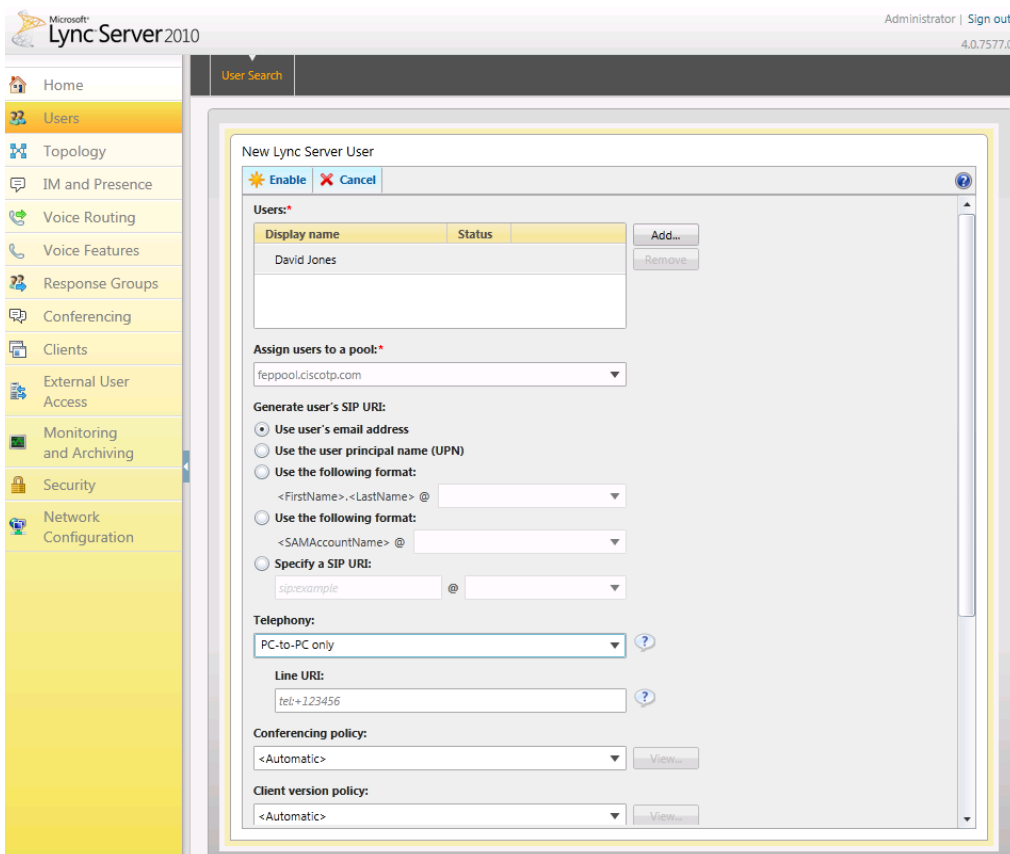 Microsoft®
Lync Server 2010
Administrator | Sign out
4.0.7577.0
Home
Users
Topology
IM and Presence
Voice Routing
Voice Features
Response Groups
Conferencing
Clients
External User
Access
Monitoring
and Archiving
Security
Network
Configuration
User Search
New Lync Server User
Enable Cancel
Users:*
Display name Status
David Jones
Add...
Remove
Assign users to a pool:*
feppool.ciscotp.com
Generate user's SIP URI:
Use user's email address
Use the user principal name (UPN)
Use the following format:
<FirstName>.<LastName> @
Use the following format:
<SAMAccountName> @
Specify a SIP URI:
sip:example @
Telephony:
PC-to-PC only
Line URI:
tel:+123456
Conferencing policy:
<Automatic> View...
Client version policy:
<Automatic> View...